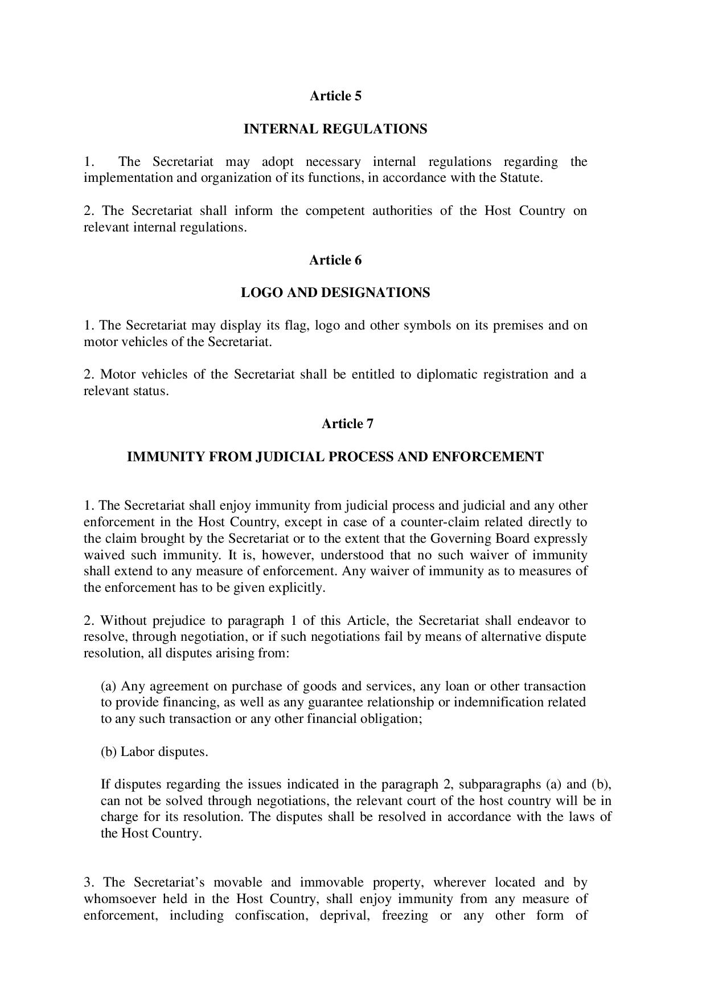 Article 5
INTERNAL REGULATIONS
1. The Secretariat may adopt necessary internal regulations regarding the
implementation and organization of its functions, in accordance with the Statute.
2. The Secretariat shall inform the competent authorities of the Host Country on
relevant internal regulations.
Article 6
LOGO AND DESIGNATIONS
1. The Secretariat may display its flag, logo and other symbols on its premises and on
motor vehicles of the Secretariat.
2. Motor vehicles of the Secretariat shall be entitled to diplomatic registration and a
relevant status.
Article 7
IMMUNITY FROM JUDICIAL PROCESS AND ENFORCEMENT
1. The Secretariat shall enjoy immunity from judicial process and judicial and any other
enforcement in the Host Country, except in case of a counter-claim related directly to
the claim brought by the Secretariat or to the extent that the Governing Board expressly
waived such immunity. It is, however, understood that no such waiver of immunity
shall extend to any measure of enforcement. Any waiver of immunity as to measures of
the enforcement has to be given explicitly.
2. Without prejudice to paragraph 1 of this Article, the Secretariat shall endeavor to
resolve, through negotiation, or if such negotiations fail by means of alternative dispute
resolution, all disputes arising from:
(a) Any agreement on purchase of goods and services, any loan or other transaction
to provide financing, as well as any guarantee relationship or indemnification related
to any such transaction or any other financial obligation;
(b) Labor disputes.
If disputes regarding the issues indicated in the paragraph 2, subparagraphs (a) and (b),
can not be solved through negotiations, the relevant court of the host country will be in
charge for its resolution. The disputes shall be resolved in accordance with the laws of
the Host Country.
3. The Secretariat’s movable and immovable property, wherever located and by
whomsoever held in the Host Country, shall enjoy immunity from any measure of
enforcement, including confiscation, deprival, freezing or any other form of